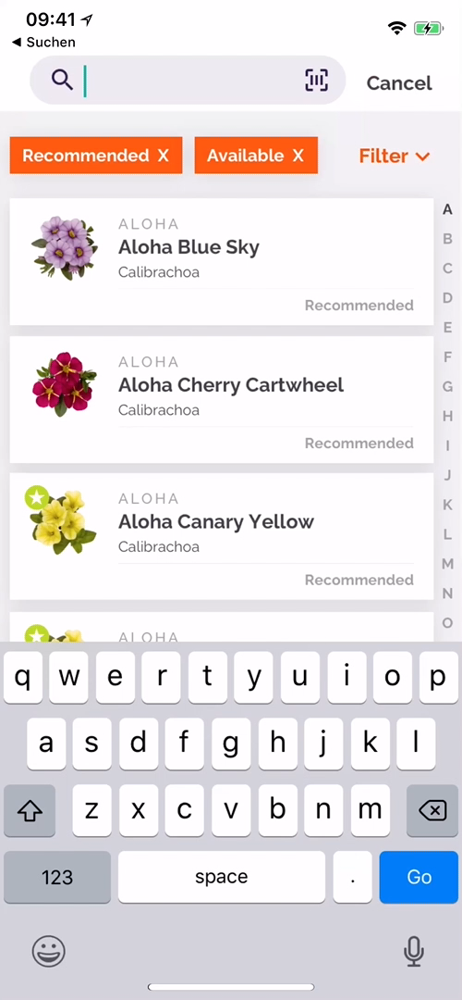 09:41
◀ Suchen
Cancel
Recommended X Available X Filter
ALOHA
Aloha Blue Sky
Calibrachoa
Recommended
ALOHA
Aloha Cherry Cartwheel
Calibrachoa
Recommended
ALOHA
Aloha Canary Yellow
Calibrachoa
Recommended
ALOHA
A
B
C
D
E
F
G
H
I
J
K
L
M
N
O
q w e r t y u i o p
a s d f g h j k l
z x c v b n m
123 space . Go